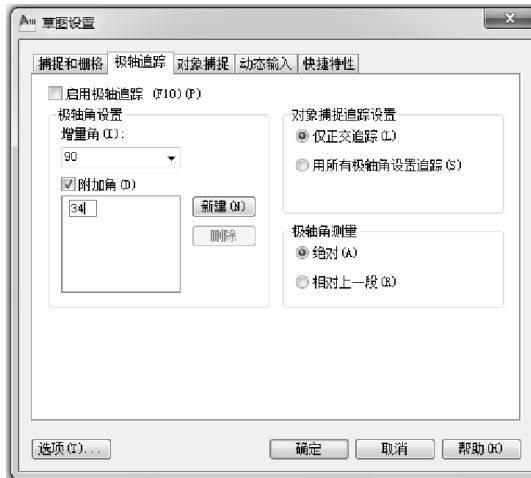 草图设置
捕捉和栅格 极轴追踪 对象捕捉 动态输入 快捷特性
启用极轴追踪 (F10)(P)
极轴角设置
增量角(I):
90
附加角(D)
34
新建(N)
删除
对象捕捉追踪设置
仅正交追踪(L)
用所有极轴角设置追踪(S)
极轴角测量
绝对(A)
相对上一段(R)
选项(T)... 确定 取消 帮助(H)